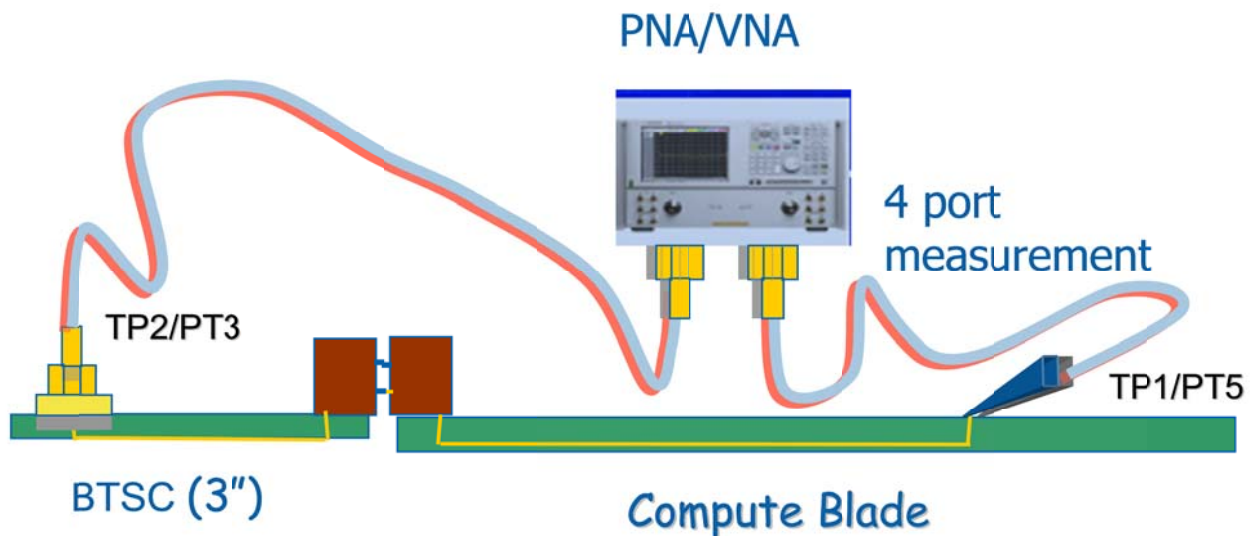 PNA/VNA
4 port
measurement
TP2/PT3
TP1/PT5
BTSC (3")
Compute Blade